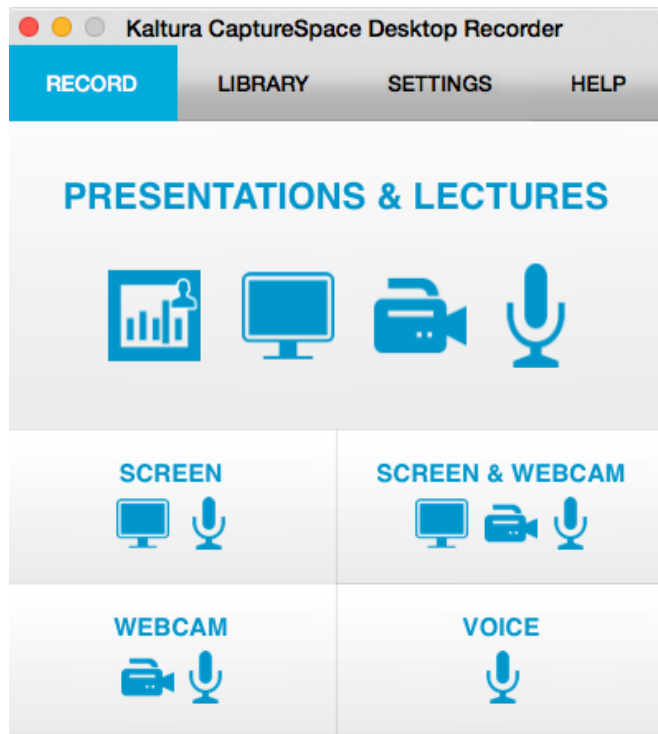 Kaltura CaptureSpace Desktop Recorder
RECORD LIBRARY SETTINGS HELP
PRESENTATIONS & LECTURES
SCREEN SCREEN & WEBCAM
WEBCAM VOICE